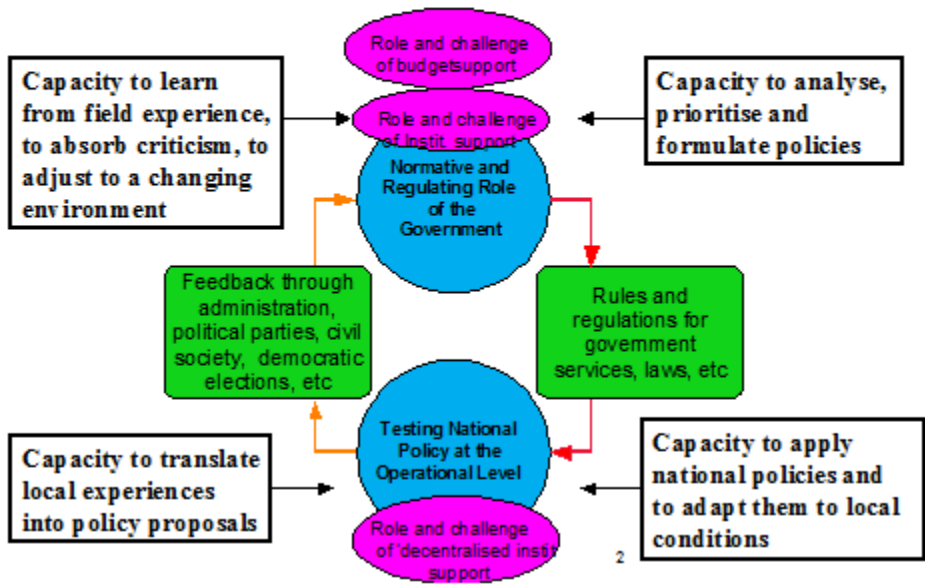 Role and challenge
of budgetsupport
Capacity to learn
from field experience,
to absorb criticism, to
adjust to a changing
environment
Role and challenge
of Instit. support
Capacity to analyse,
prioritise and
formulate policies
Normative and
Regulating Role
of the
Government
Feedback through
administration,
political parties, civil
society, democratic
elections, etc
Rules and
regulations for
government
services, laws, etc
Testing National
Policy at the
Operational Level
Capacity to translate
local experiences
into policy proposals
Capacity to apply
national policies and
to adapt them to local
conditions
Role and challenge
of 'decentralised instit
support
2